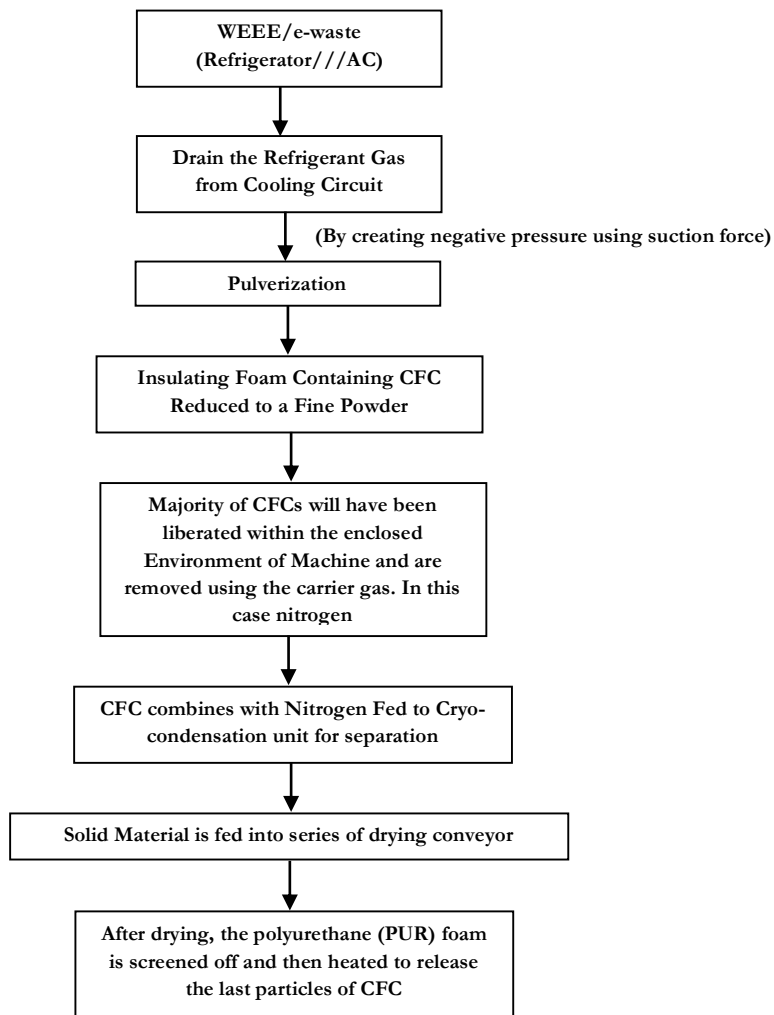 WEEE/e-waste
(Refrigerator///AC)
Drain the Refrigerant Gas
from Cooling Circuit
(By creating negative pressure using suction force)
Pulverization
Insulating Foam Containing CFC
Reduced to a Fine Powder
Majority of CFCs will have been
liberated within the enclosed
Environment of Machine and are
removed using the carrier gas. In this
case nitrogen
CFC combines with Nitrogen Fed to Cryo-
condensation unit for separation
Solid Material is fed into series of drying conveyor
After drying, the polyurethane (PUR) foam
is screened off and then heated to release
the last particles of CFC